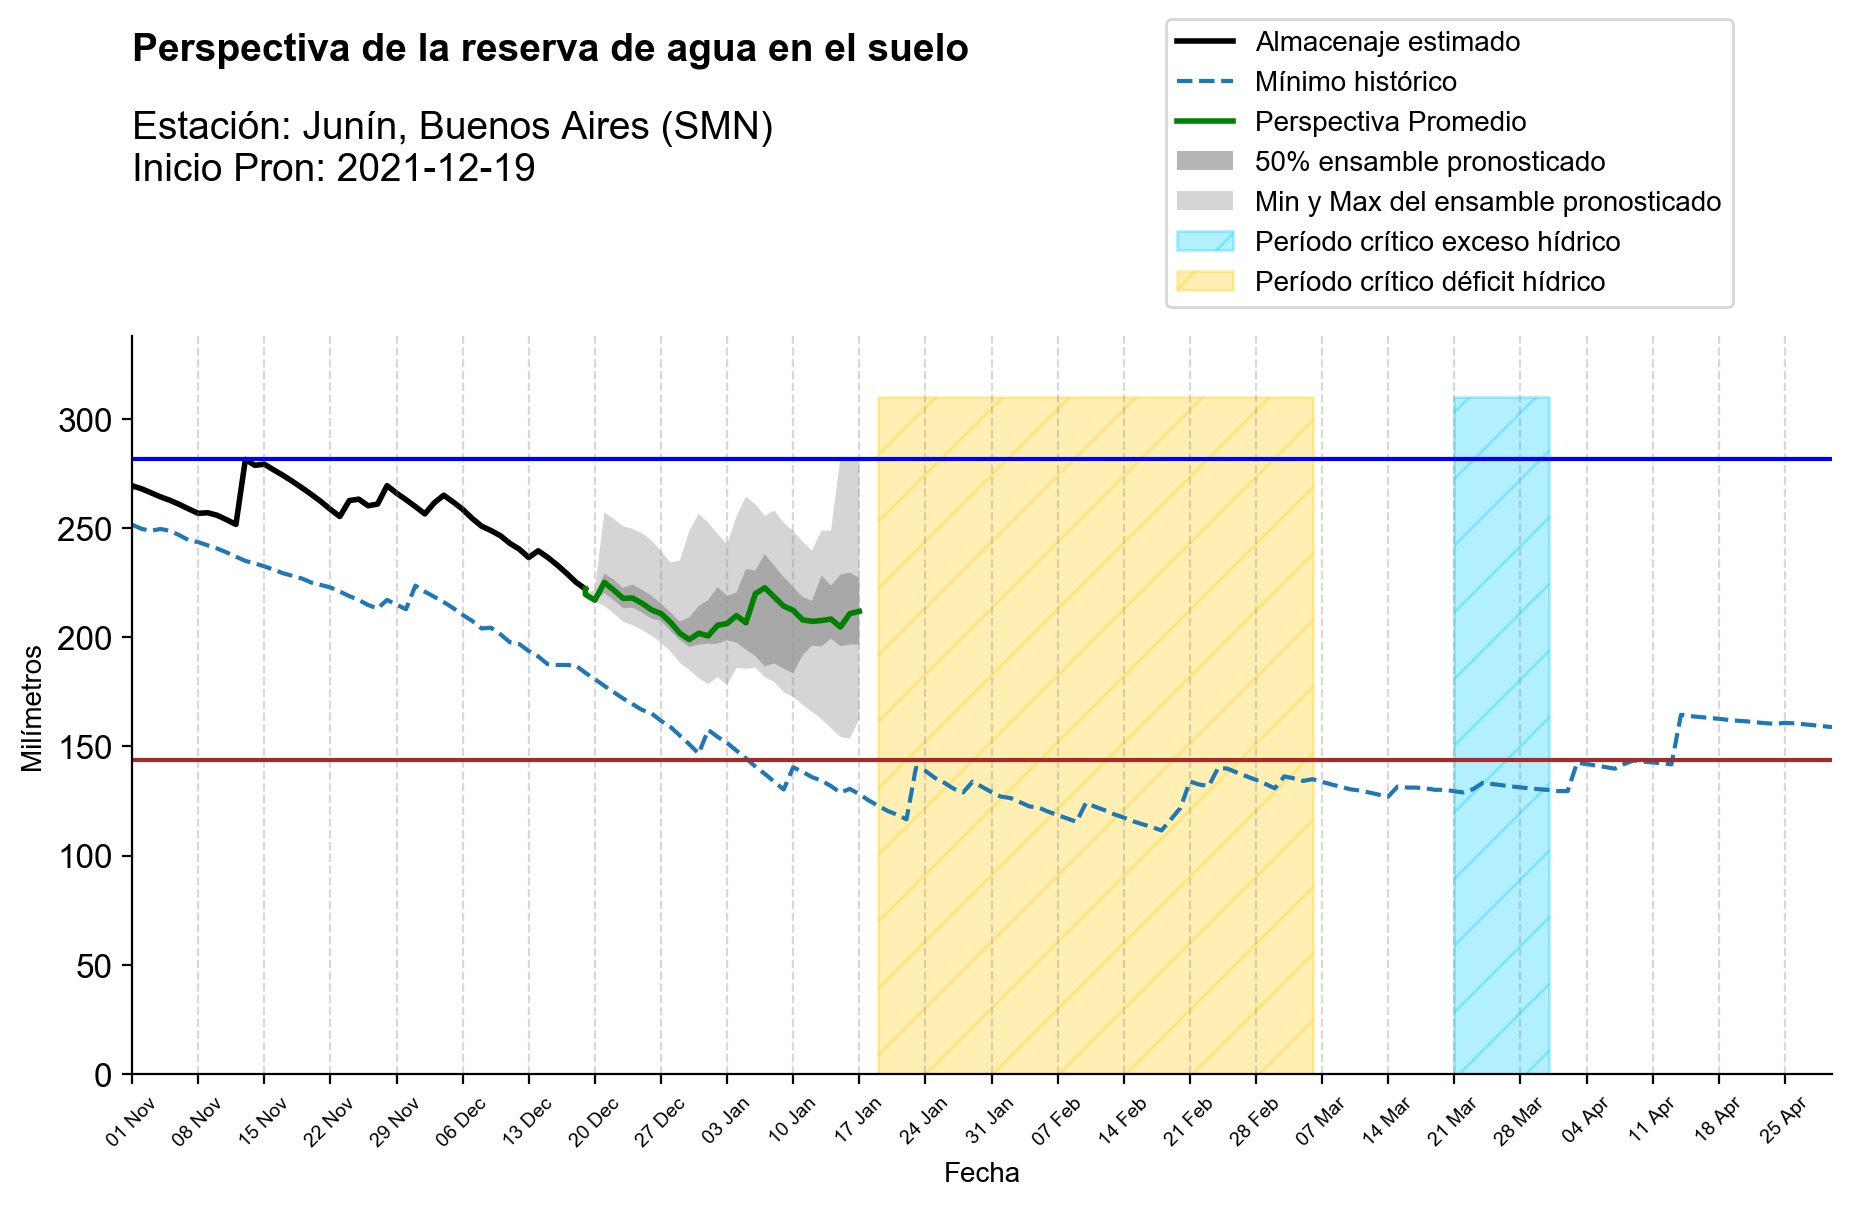 Perspectiva de la reserva de agua en el suelo
Estación: Junín, Buenos Aires (SMN)
Inicio Pron: 2021-12-19
Almacenaje estimado
Mínimo histórico
Perspectiva Promedio
50% ensamble pronosticado
Min y Max del ensamble pronosticado
Período crítico exceso hídrico
Período crítico déficit hídrico
Milímetros
300
250
200
150
100
50
0
01 Nov
08 Nov
15 Nov
22 Nov
29 Nov
06 Dec
13 Dec
20 Dec
27 Dec
03 Jan
10 Jan
17 Jan
24 Jan
31 Jan
07 Feb
14 Feb
21 Feb
28 Feb
07 Mar
14 Mar
21 Mar
28 Mar
04 Apr
11 Apr
18 Apr
25 Apr
Fecha